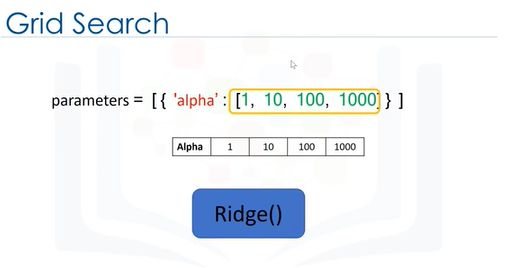 Grid Search
parameters = [{ 'alpha' : [1, 10, 100, 1000] } ]
Alpha 1 10 100 1000
Ridge()